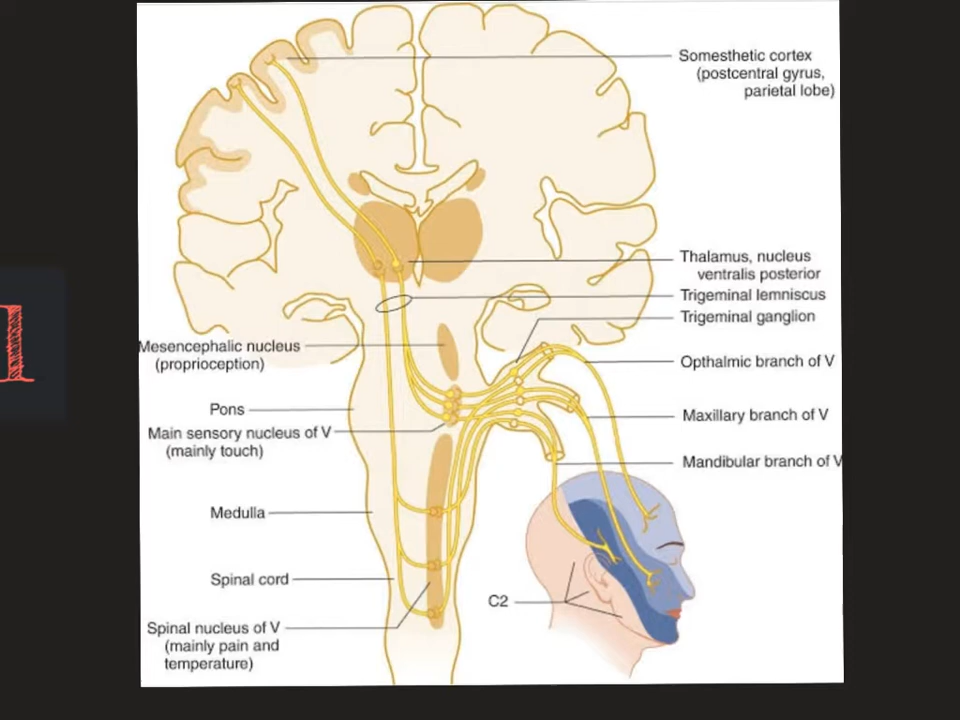 Somesthetic cortex
(postcentral gyrus,
parietal lobe)
Thalamus, nucleus
ventralis posterior
Trigeminal lemniscus
Trigeminal ganglion
Mesencephalic nucleus
(proprioception)
Opthalmic branch of V
Pons
Maxillary branch of V
Main sensory nucleus of V
(mainly touch)
Mandibular branch of V
Medulla
Spinal cord
C2
Spinal nucleus of V
(mainly pain and
temperature)
1